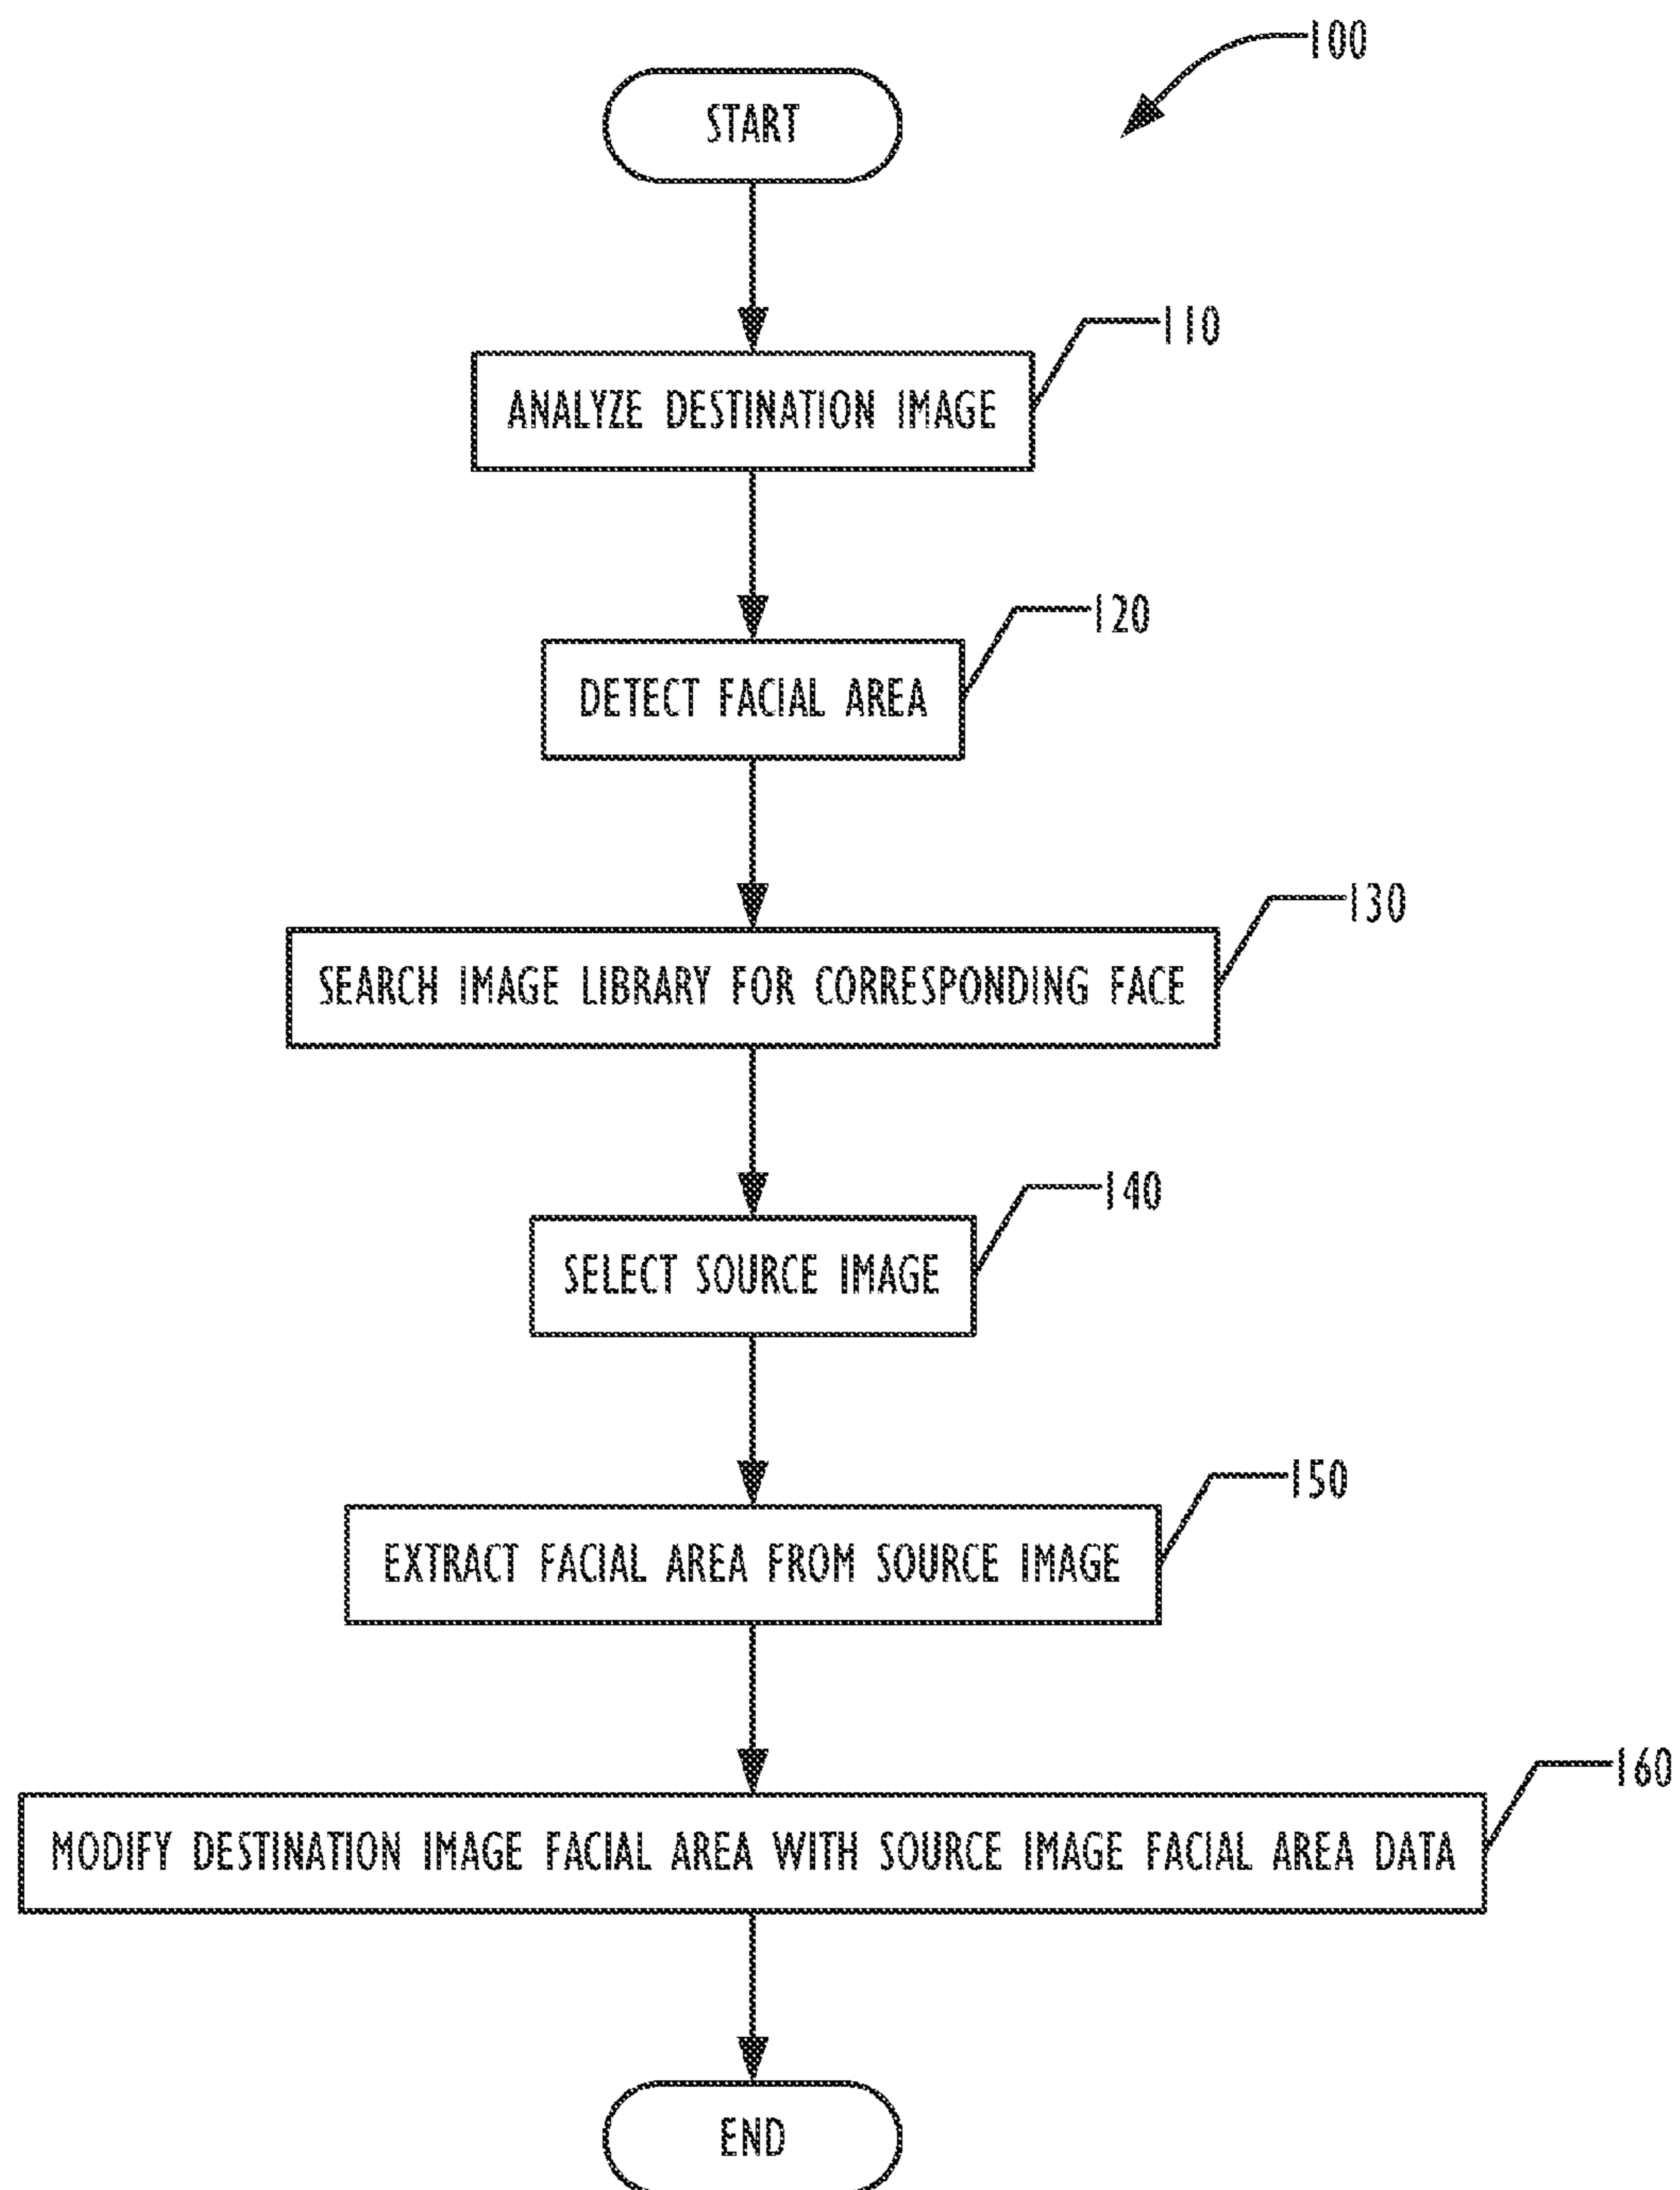 100
START
110
ANALYZE DESTINATION IMAGE
120
DETECT FACIAL AREA
130
SEARCH IMAGE LIBRARY FOR CORRESPONDING FACE
140
SELECT SOURCE IMAGE
150
EXTRACT FACIAL AREA FROM SOURCE IMAGE
160
MODIFY DESTINATION IMAGE FACIAL AREA WITH SOURCE IMAGE FACIAL AREA DATA
END